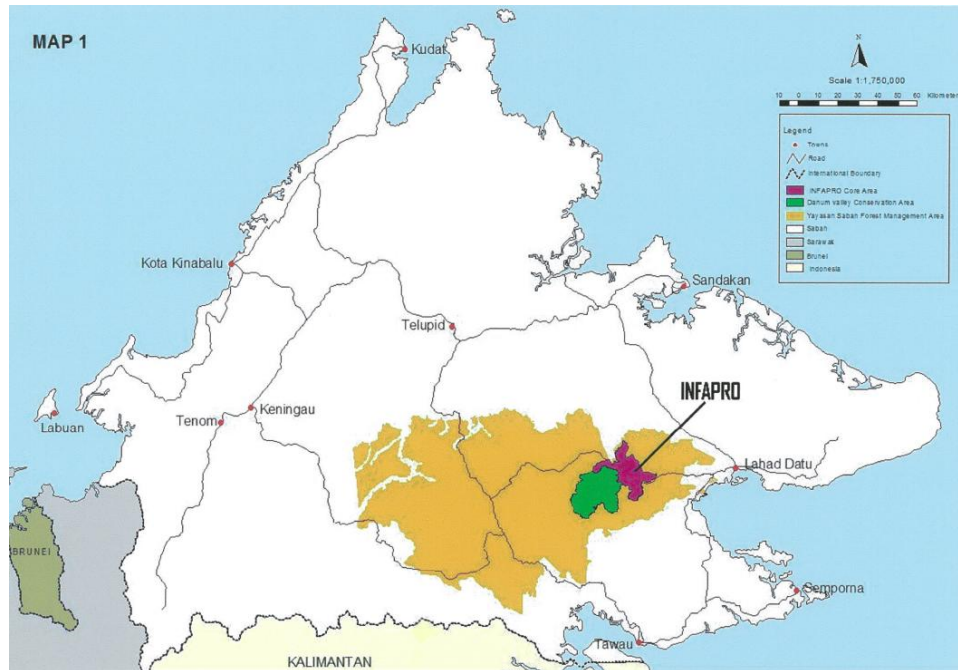 MAP 1
N
Scale 1:1,750,000
10 0 10 20 30 40 50 60 Kilometer
Legend
Towns
Road
International Boundary
INFAPRO Core Area
Danum valley Conservation Area
Yayasan Sabah Forest Management Area
Sabah
Sarawak
Brunei
Indonesia
Kudat
Kota Kinabalu
Sandakan
Telupid
INFAPRO
Labuan
Tenom
Keningau
Lahad Datu
BRUNEI
Semporna
Tawau
KALIMANTAN